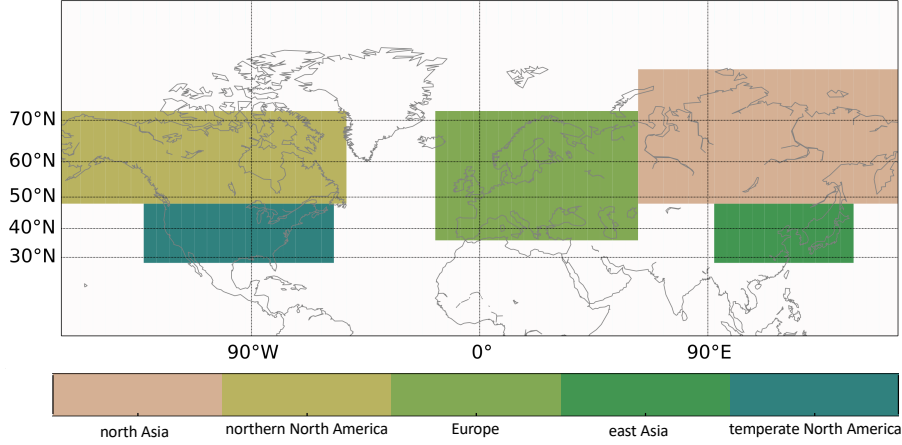 70°N
60°N
50°N
40°N
30°N
90°W 0° 90°E
north Asia northern North America Europe east Asia temperate North America